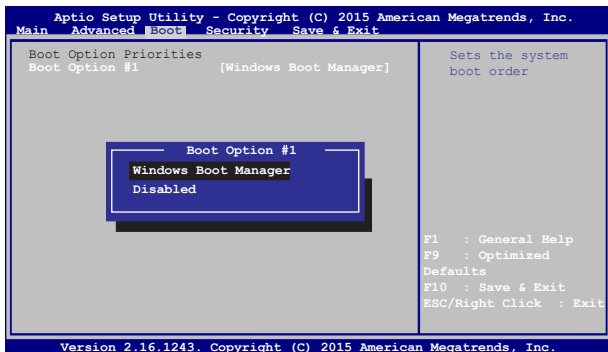 Aptio Setup Utility - Copyright (C) 2015 American Megatrends, Inc.
Main Advanced Boot Security Save & Exit
Boot Option Priorities
Boot Option #1 [Windows Boot Manager]
Sets the system
boot order
Boot Option #1
Windows Boot Manager
Disabled
F1 : General Help
F9 : Optimized
Defaults
F10 : Save & Exit
ESC/Right Click : Exit
Version 2.16.1243. Copyright (C) 2015 American Megatrends, Inc.